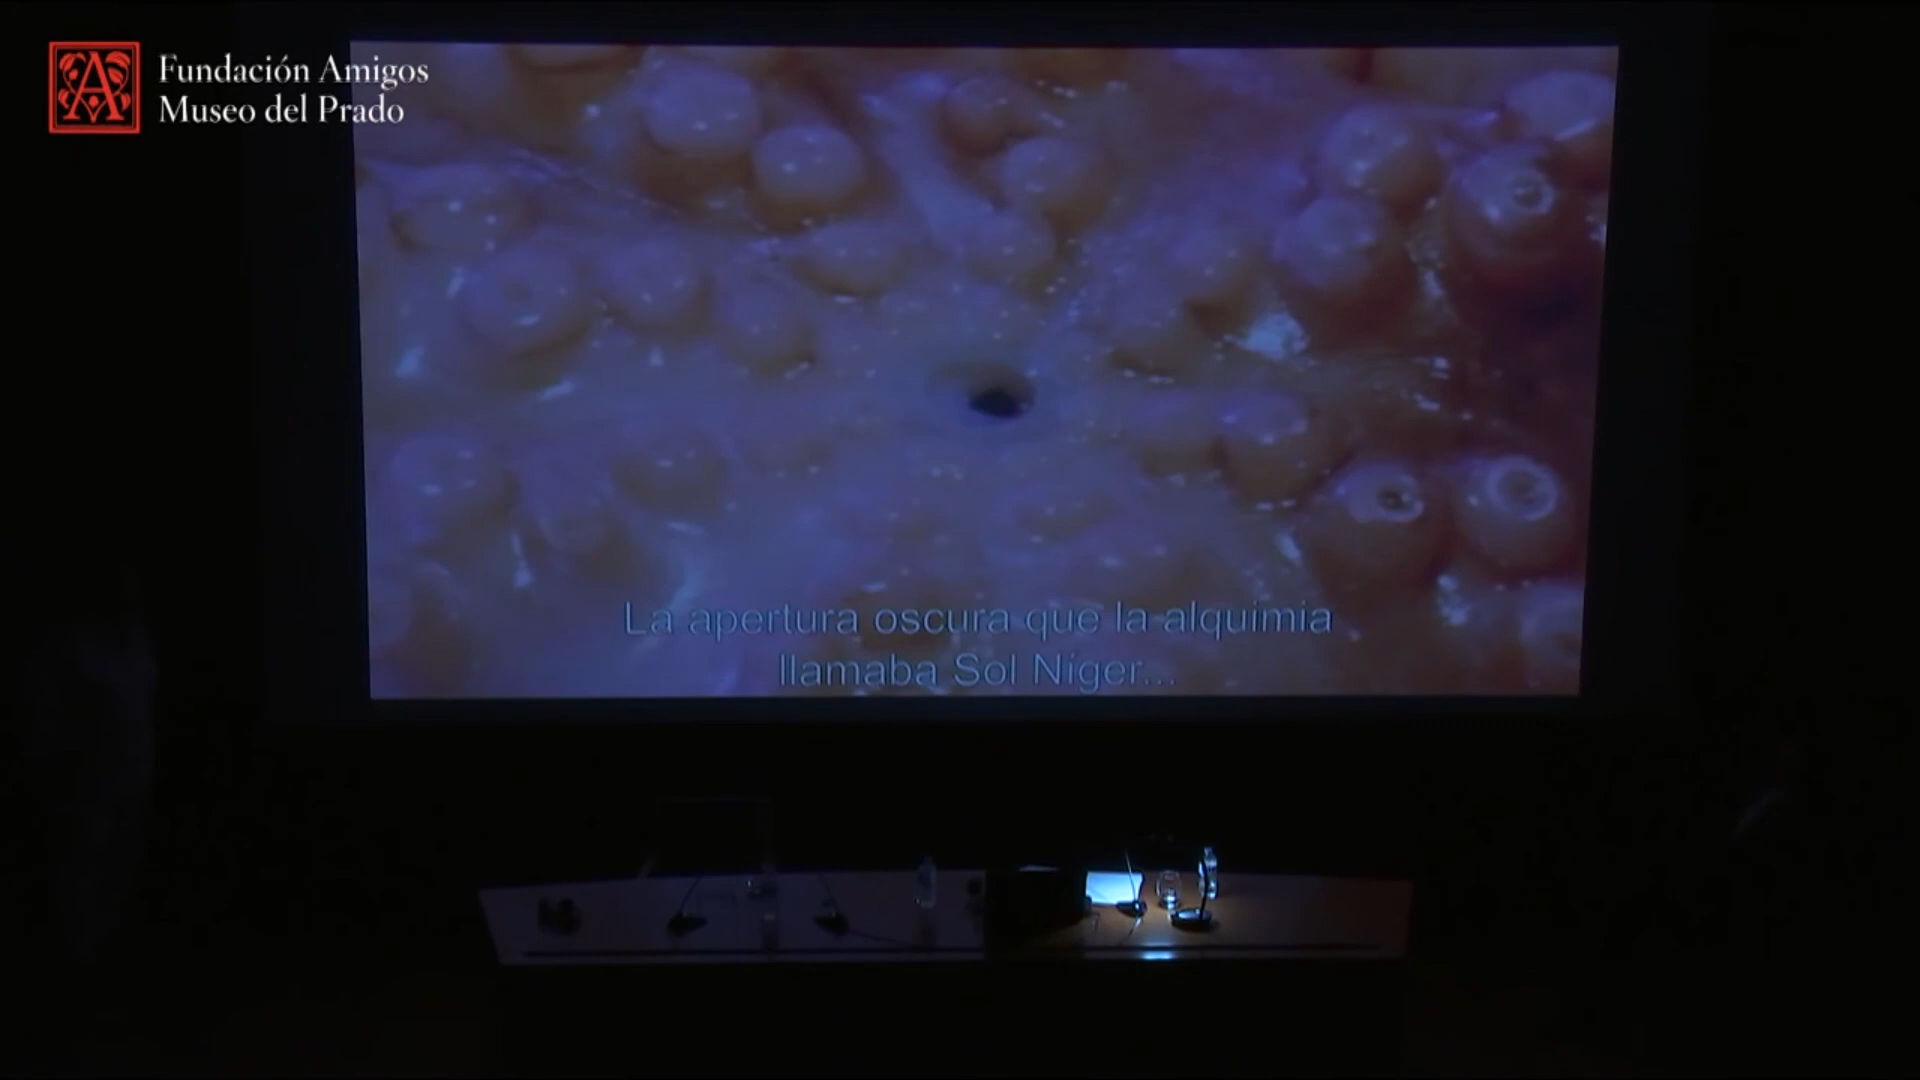 Fundación Amigos
Museo del Prado
La apertura oscura que la alquimia
llamaba Sol Niger...